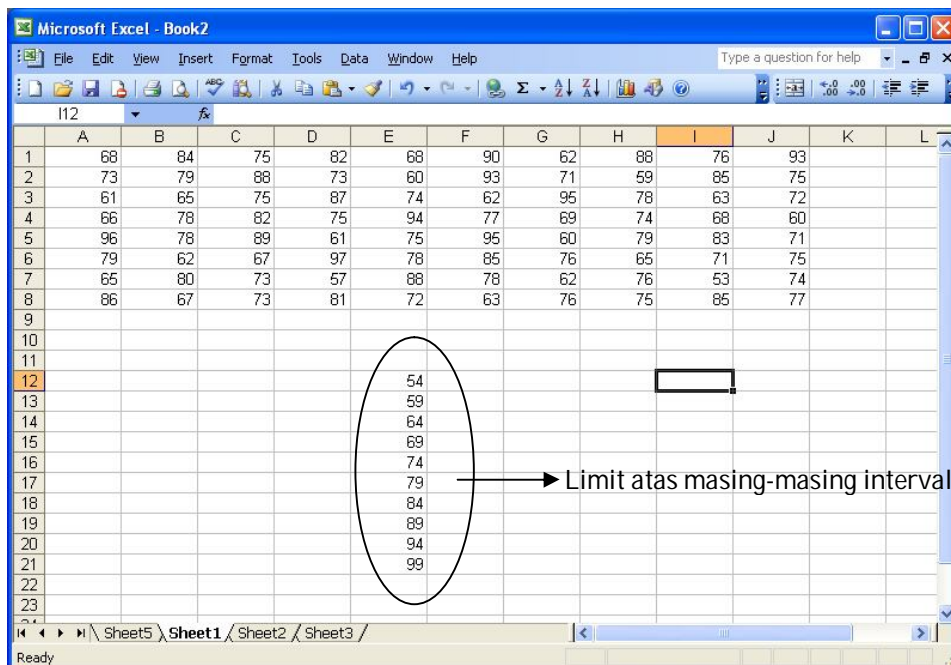 Microsoft Excel - Book2
File Edit View Insert Format Tools Data Window Help Type a question for help
I12 fx
A B C D E F G H I J K L
1 68 84 75 82 68 90 62 88 76 93
2 73 79 88 73 60 93 71 59 85 75
3 61 65 75 87 74 62 95 78 63 72
4 66 78 82 75 94 77 69 74 68 60
5 96 78 89 61 75 95 60 79 83 71
6 79 62 67 97 78 85 76 65 71 75
7 65 80 73 57 88 78 62 76 53 74
8 86 67 73 81 72 63 76 75 85 77
9
10
11
12 54
13 59
14 64
15 69
16 74
17 79 Limit atas masing-masing interval
18 84
19 89
20 94
21 99
22
23
Sheet5 Sheet1 Sheet2 Sheet3
Ready